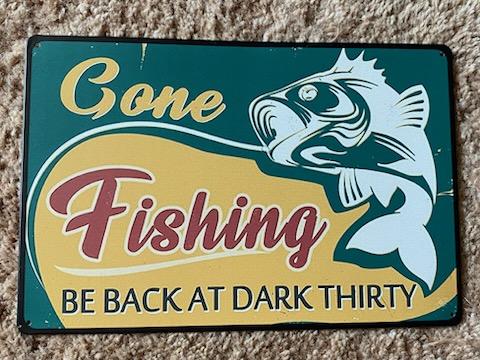 Gone
Fishing
BE BACK AT DARK THIRTY